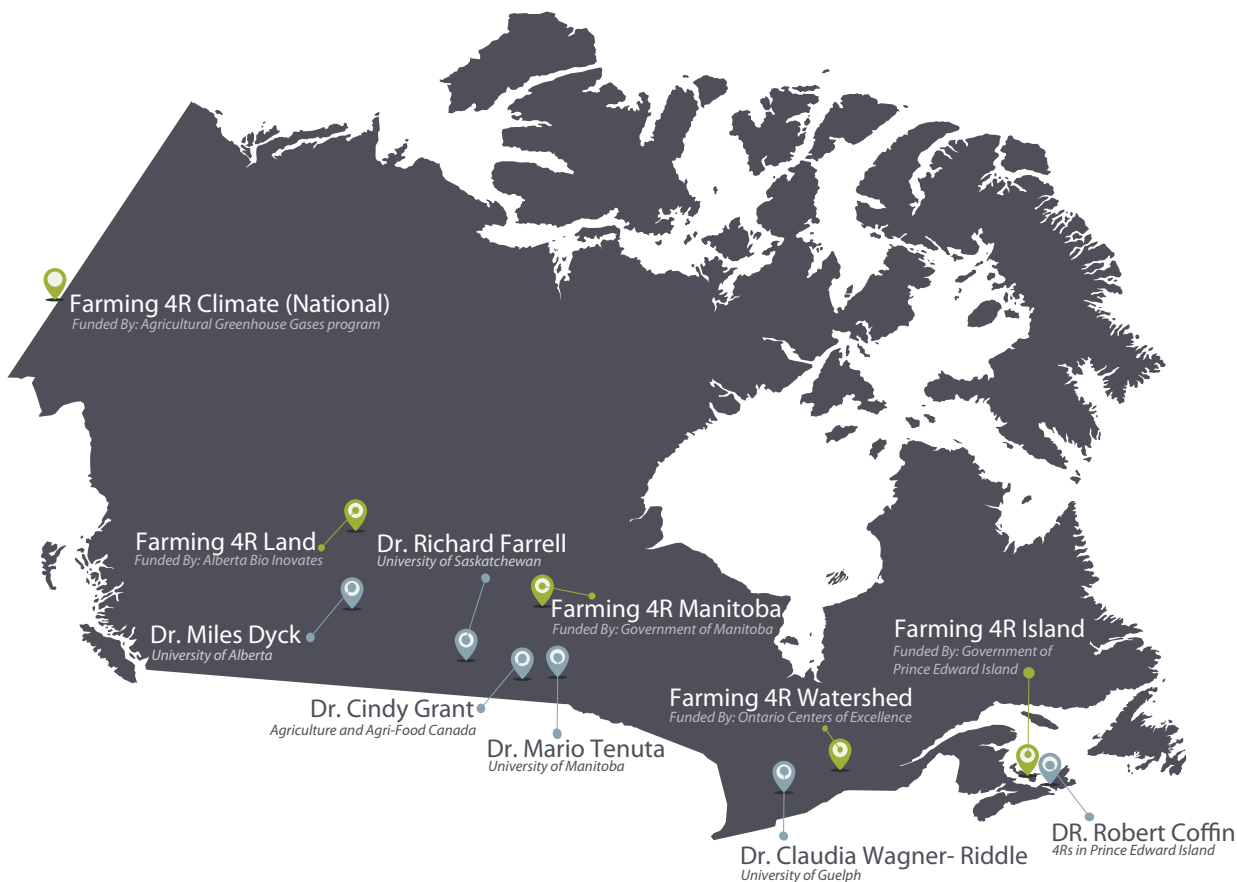 Farming 4R Climate (National)
Funded By: Agricultural Greenhouse Gases program
Farming 4R Land
Funded By: Alberta Bio Inovates
Dr. Richard Farrell
University of Saskatchewan
Farming 4R Manitoba
Funded By: Government of Manitoba
Dr. Miles Dyck
University of Alberta
Farming 4R Island
Funded By: Government of
Prince Edward Island
Dr. Cindy Grant
Agriculture and Agri-Food Canada
Farming 4R Watershed
Funded By: Ontario Centers of Excellence
Dr. Mario Tenuta
University of Manitoba
DR. Robert Coffin
4Rs in Prince Edward Island
Dr. Claudia Wagner- Riddle
University of Guelph